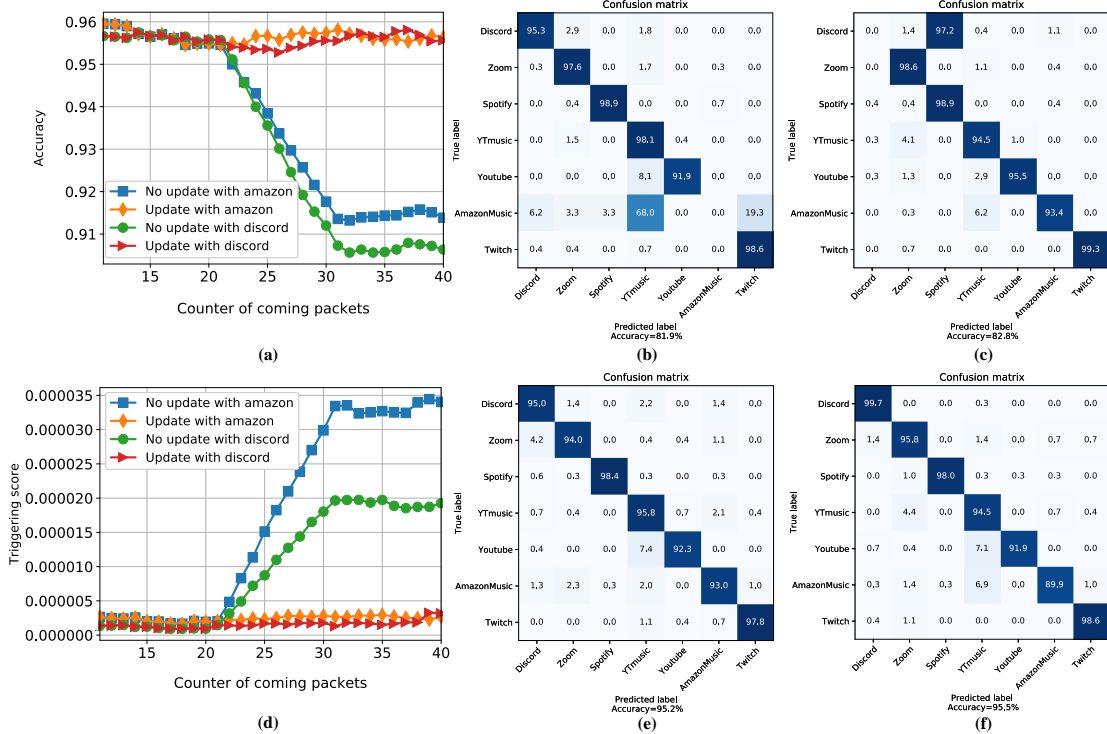 0.96
0.95
0.94
0.93
0.92
0.91
Accuracy
No update with amazon
Update with amazon
No update with discord
Update with discord
15 20 25 30 35 40
Counter of coming packets
(a)
Confusion matrix
True label
Discord 95.3 2.9 0.0 1.8 0.0 0.0 0.0
Zoom 0.3 97.6 0.0 1.7 0.0 0.3 0.0
Spotify 0.0 0.4 98.9 0.0 0.0 0.7 0.0
YTmusic 0.0 1.5 0.0 98.1 0.4 0.0 0.0
Youtube 0.0 0.0 0.0 8.1 91.9 0.0 0.0
AmazonMusic 6.2 3.3 3.3 68.0 0.0 0.0 19.3
Twitch 0.4 0.4 0.0 0.7 0.0 0.0 98.6
Discord Zoom Spotify YTmusic Youtube AmazonMusic Twitch
Predicted label
Accuracy=81.9%
(b)
Confusion matrix
True label
Discord 0.0 1.4 97.2 0.4 0.0 1.1 0.0
Zoom 0.0 98.6 0.0 1.1 0.0 0.4 0.0
Spotify 0.4 0.4 98.9 0.0 0.0 0.4 0.0
YTmusic 0.3 4.1 0.0 94.5 1.0 0.0 0.0
Youtube 0.3 1.3 0.0 2.9 95.5 0.0 0.0
AmazonMusic 0.0 0.4 0.0 6.2 0.0 93.4 0.0
Twitch 0.0 0.7 0.0 0.0 0.0 0.0 99.3
Discord Zoom Spotify YTmusic Youtube AmazonMusic Twitch
Predicted label
Accuracy=82.8%
(c)
0.000035
0.000030
0.000025
0.000020
0.000015
0.000010
0.000005
0.000000
Triggering score
No update with amazon
Update with amazon
No update with discord
Update with discord
15 20 25 30 35 40
Counter of coming packets
(d)
Confusion matrix
True label
Discord 95.0 1.4 0.0 2.2 0.0 1.4 0.0
Zoom 4.2 94.0 0.0 0.4 0.4 1.1 0.0
Spotify 0.6 0.3 98.4 0.3 0.0 0.3 0.0
YTmusic 0.7 0.4 0.0 95.8 0.7 2.1 0.4
Youtube 0.4 0.0 0.0 7.4 92.3 0.0 0.0
AmazonMusic 1.3 2.3 0.3 2.0 0.0 93.0 1.0
Twitch 0.0 0.0 0.0 1.1 0.4 0.7 97.8
Discord Zoom Spotify YTmusic Youtube AmazonMusic Twitch
Predicted label
Accuracy=95.2%
(e)
Confusion matrix
True label
Discord 99.7 0.0 0.0 0.3 0.0 0.0 0.0
Zoom 1.4 95.8 0.0 1.4 0.0 0.7 0.7
Spotify 0.0 1.0 98.0 0.3 0.3 0.3 0.0
YTmusic 0.0 4.4 0.0 94.5 0.0 0.7 0.4
Youtube 0.7 0.4 0.0 7.1 91.9 0.0 0.0
AmazonMusic 0.3 1.4 0.3 6.9 0.0 89.9 1.0
Twitch 0.4 1.1 0.0 0.0 0.0 0.0 98.6
Discord Zoom Spotify YTmusic Youtube AmazonMusic Twitch
Predicted label
Accuracy=95.5%
(f)